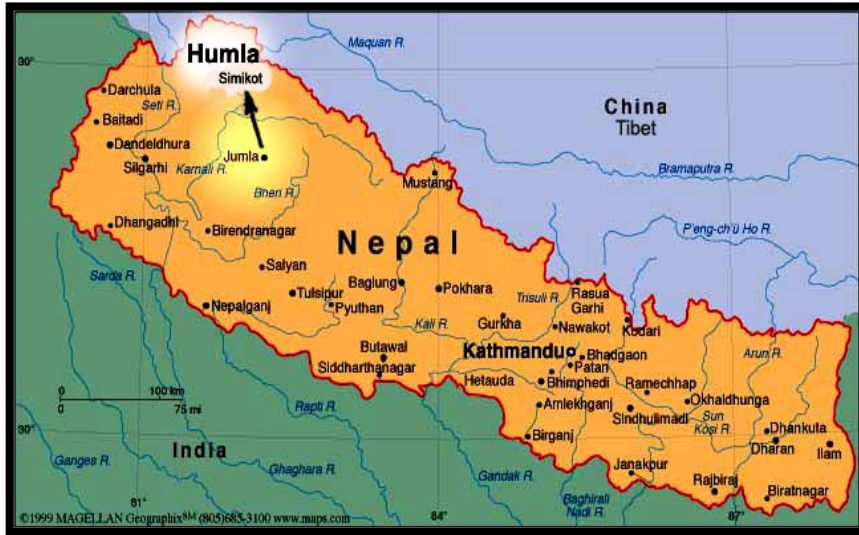 Humla
Simikot
Maquan R.
30°
Darchula
Seti R.
China
Tibet
Baitadi
Dandeldhura
Silgarhi
Jumla
Karnali R.
Bheri R.
Mustang
Bramaputra R.
Dhangadhi
Birendranagar
Nepal
P'eng-ch'ü Ho R.
Sarda R.
Salyan
Baglung
Pokhara
Trisuli R.
Rasua
Garhi
Nepalganj
Tulsipur
Pyuthan
Kali R.
Gurkha
Nawakot
Kodari
Butawal
Siddharthanagar
Kathmandu
Bhadgaon
Patan
Arun R.
Hetauda
Bhimphedi
Ramechhap
Okhaldhunga
0 100 km
0 75 mi
Amlekhganj
Sindhulimadi
Sun
Kosi R.
Rapti R.
Birganj
Dhankuta
Dharan
Ilam
30°
India
Ganges R.
Ghaghara R.
Gandak R.
Janakpur
Baghirali
Nadi R.
Rajbiraj
Biratnagar
81°
84°
87°
©1999 MAGELLAN Geographix℠ (805)685-3100 www.maps.com